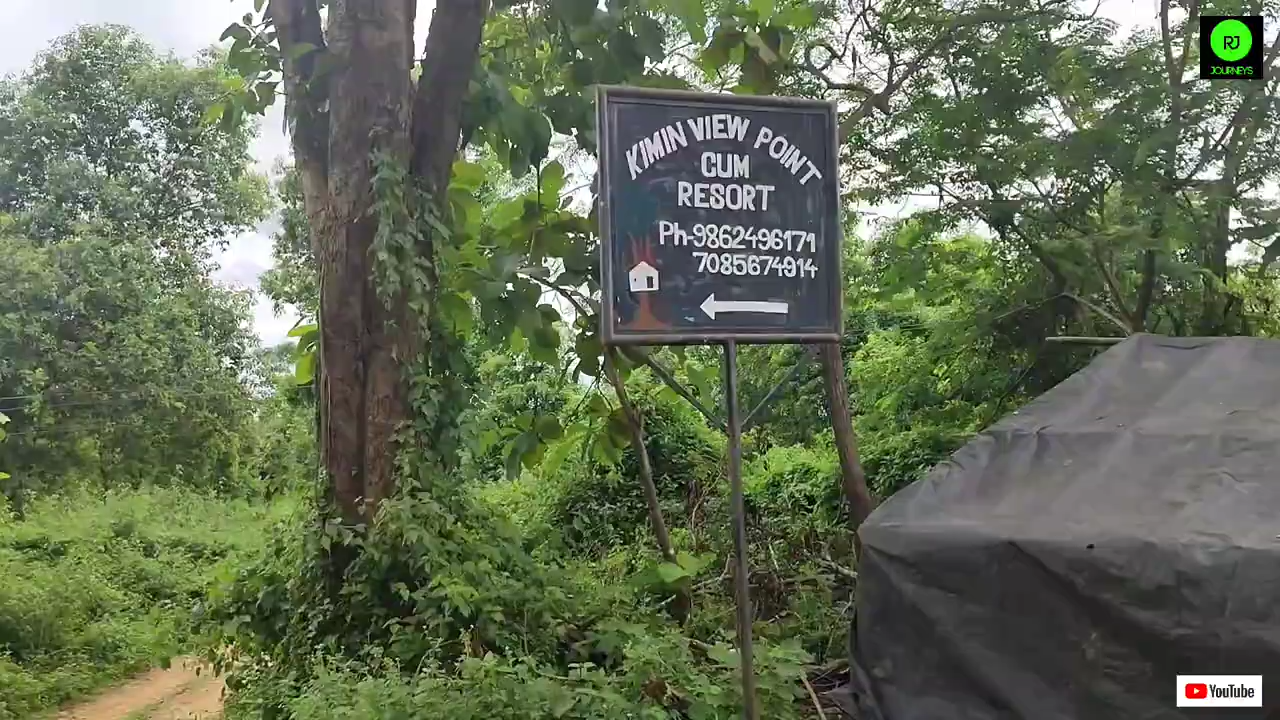 RJ
JOURNEYS
KIMIN VIEW POINT
CUM
RESORT
Ph-9862496171
7085674914
YouTube